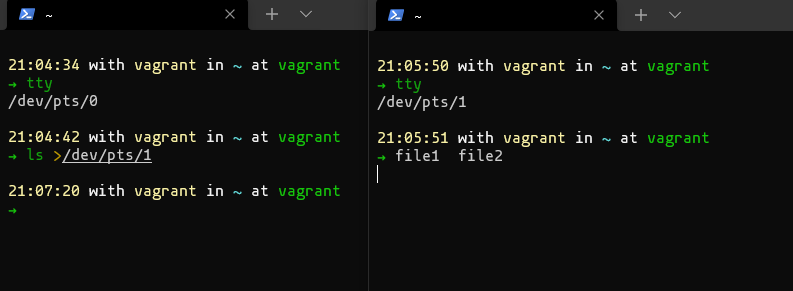 ~
21:04:34 with vagrant in ~ at vagrant
→ tty
/dev/pts/0
21:04:42 with vagrant in ~ at vagrant
→ ls >/dev/pts/1
21:07:20 with vagrant in ~ at vagrant
→
~
21:05:50 with vagrant in ~ at vagrant
→ tty
/dev/pts/1
21:05:51 with vagrant in ~ at vagrant
→ file1  file2